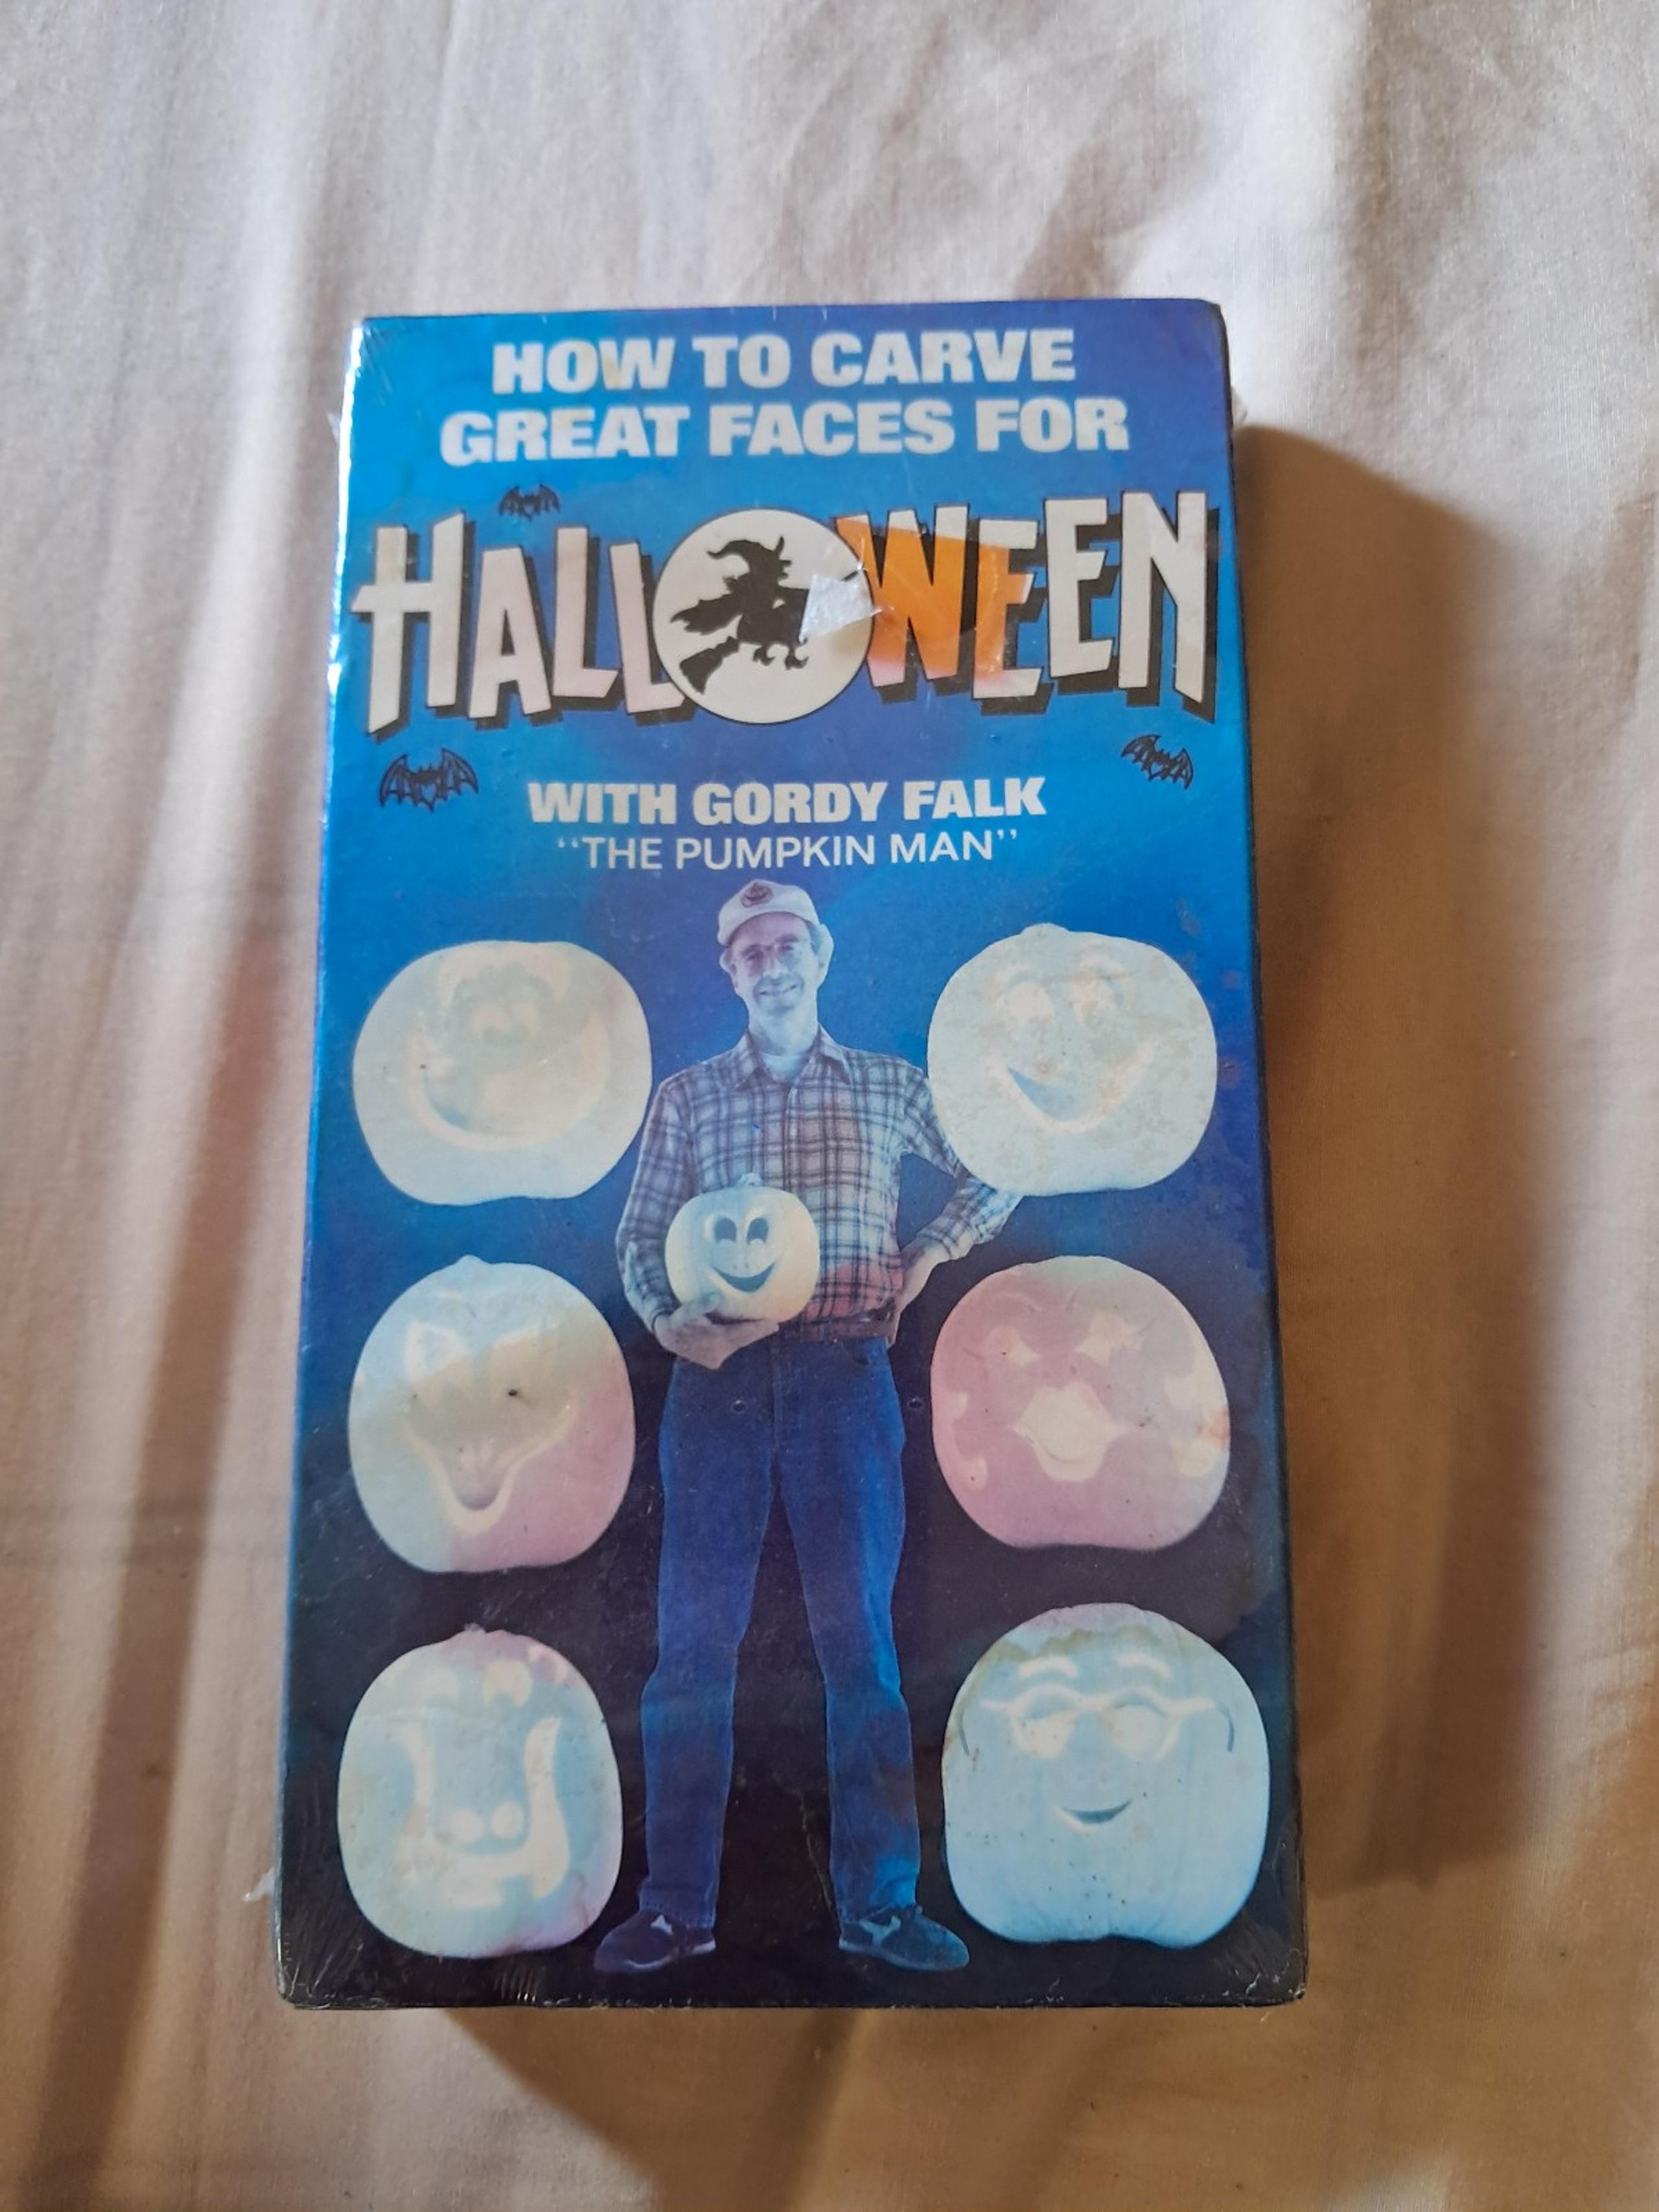 HOW TO CARVE
GREAT FACES FOR
HALLOWEEN
WITH GORDY FALK
"THE PUMPKIN MAN"